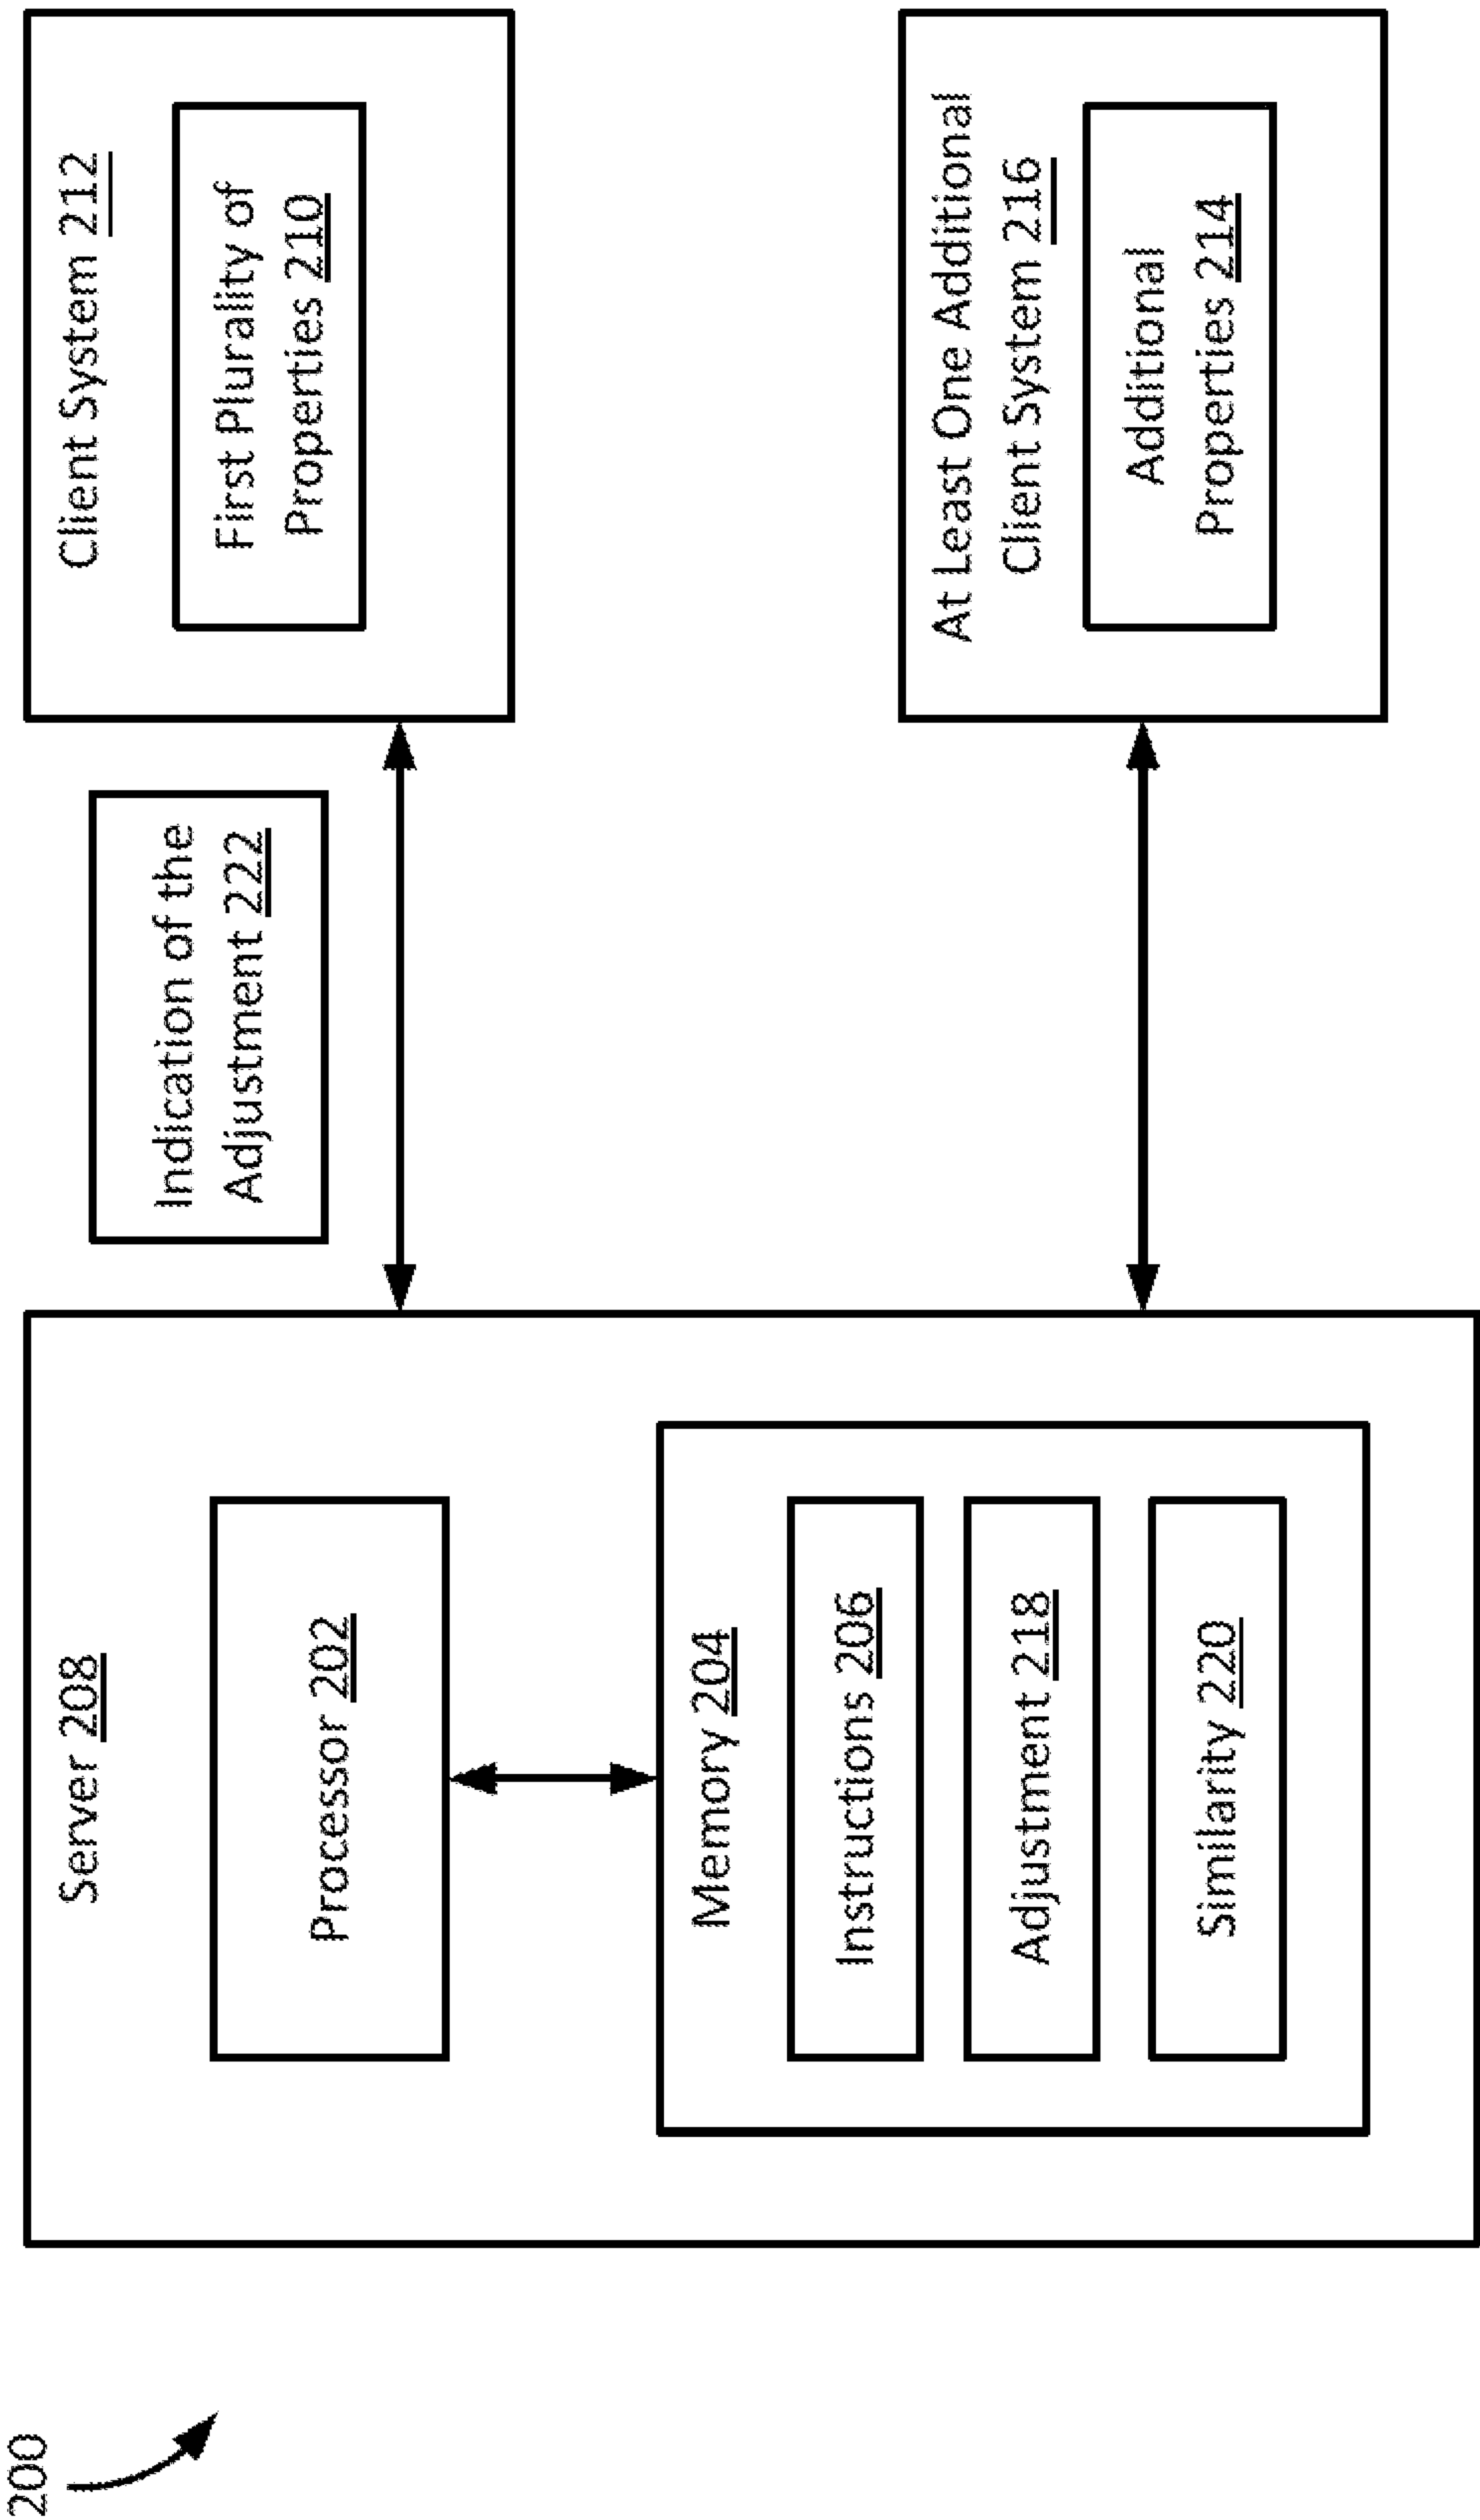 200
Server 208
Processor 202
Memory 204
Instructions 206
Adjustment 218
Similarity 220
Indication of the
Adjustment 222
Client System 212
First Plurality of
Properties 210
At Least One Additional
Client System 216
Additional
Properties 214